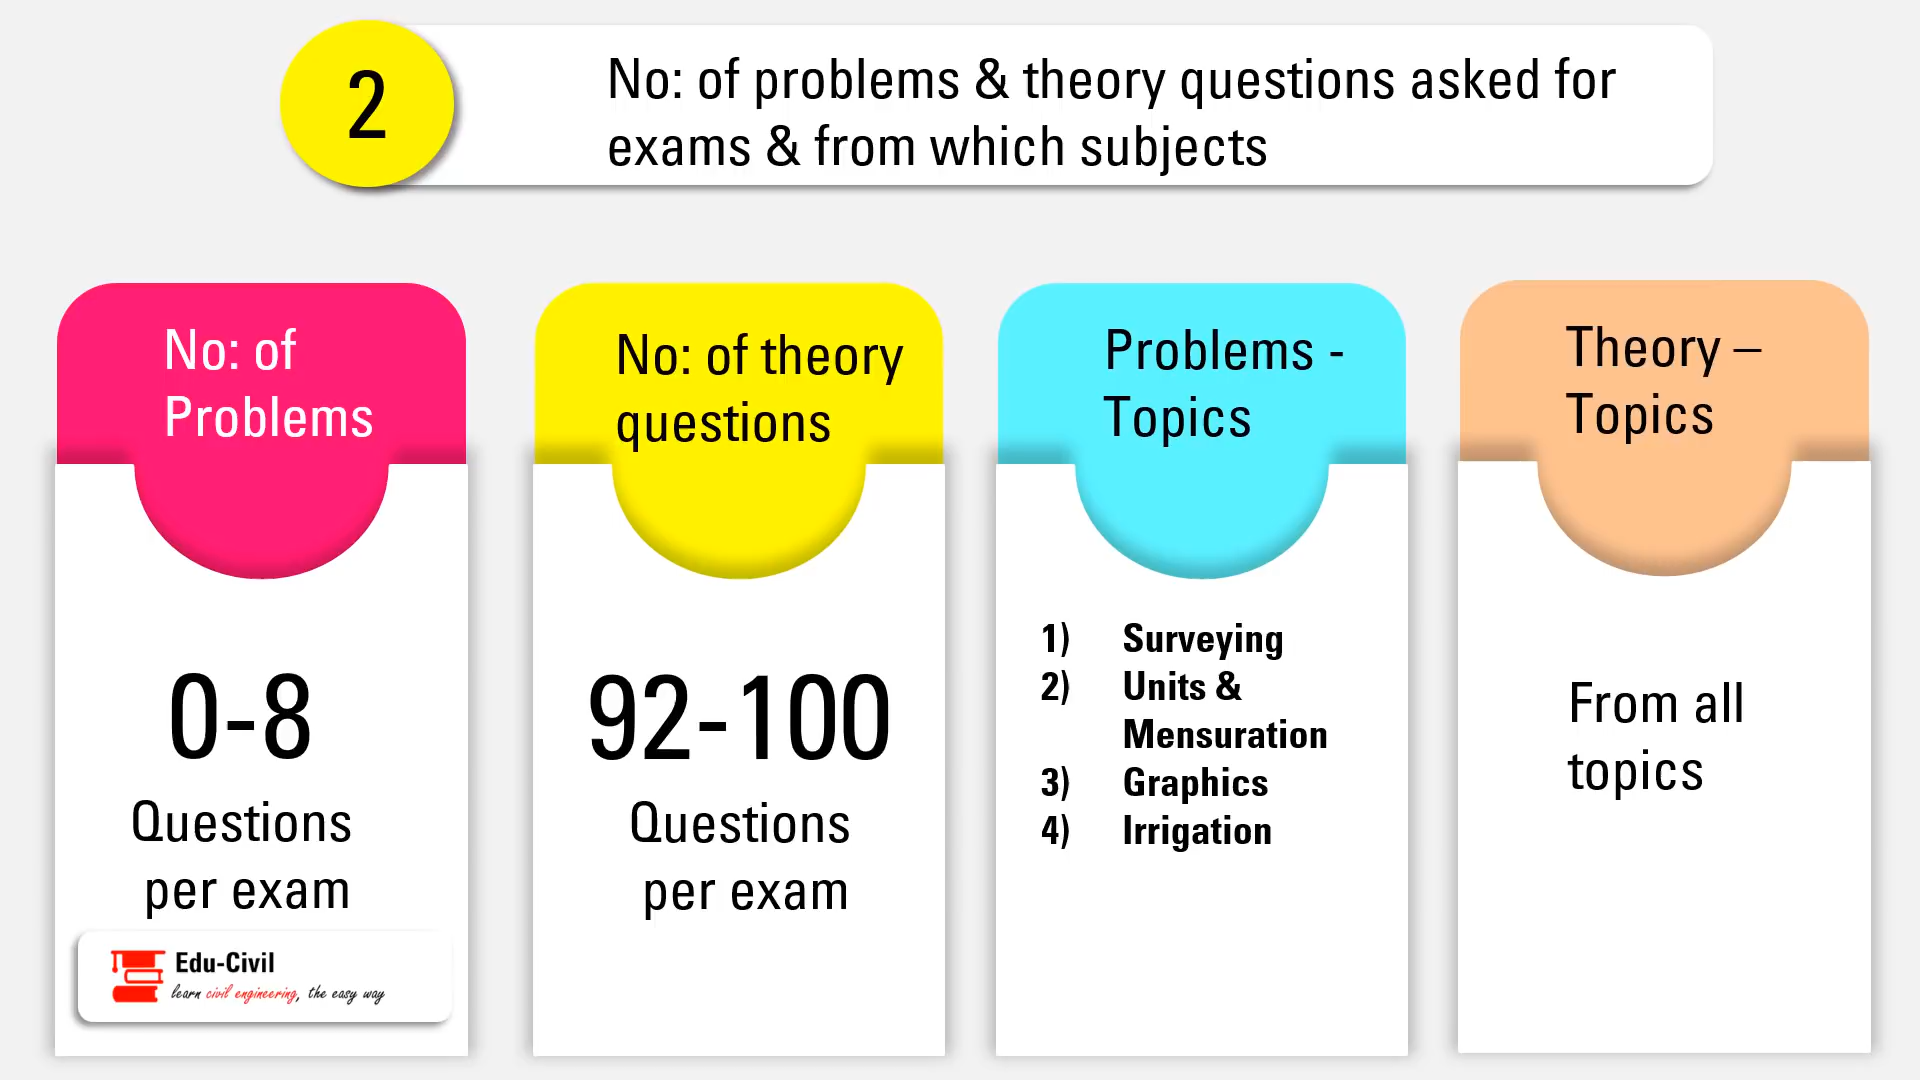 2
No: of problems & theory questions asked for
exams & from which subjects
No: of
Problems
0-8
Questions
per exam
Edu-Civil
learn civil engineering, the easy way
No: of theory
questions
92-100
Questions
per exam
Problems -
Topics
1) Surveying
2) Units &
Mensuration
3) Graphics
4) Irrigation
Theory –
Topics
From all
topics